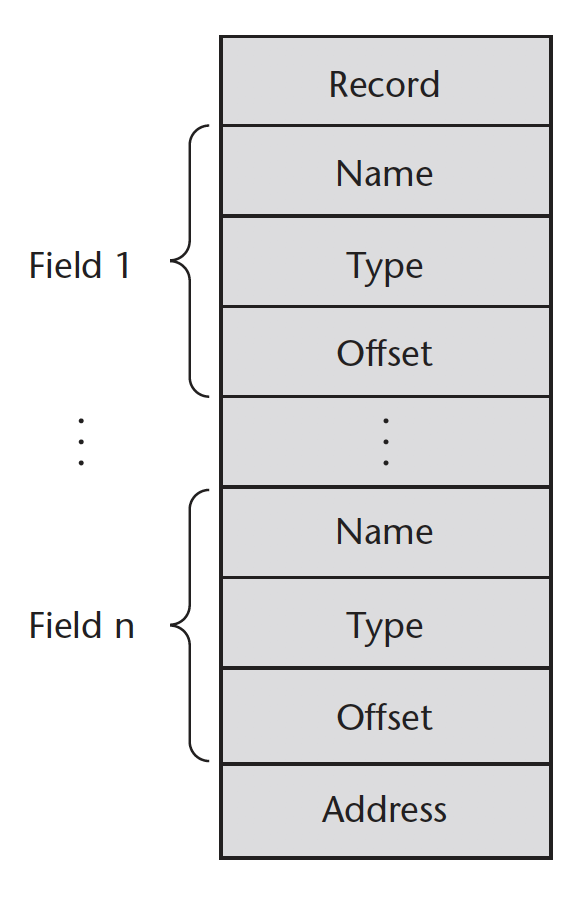 Record
Name
Field 1
Type
Offset
Name
Field n
Type
Offset
Address